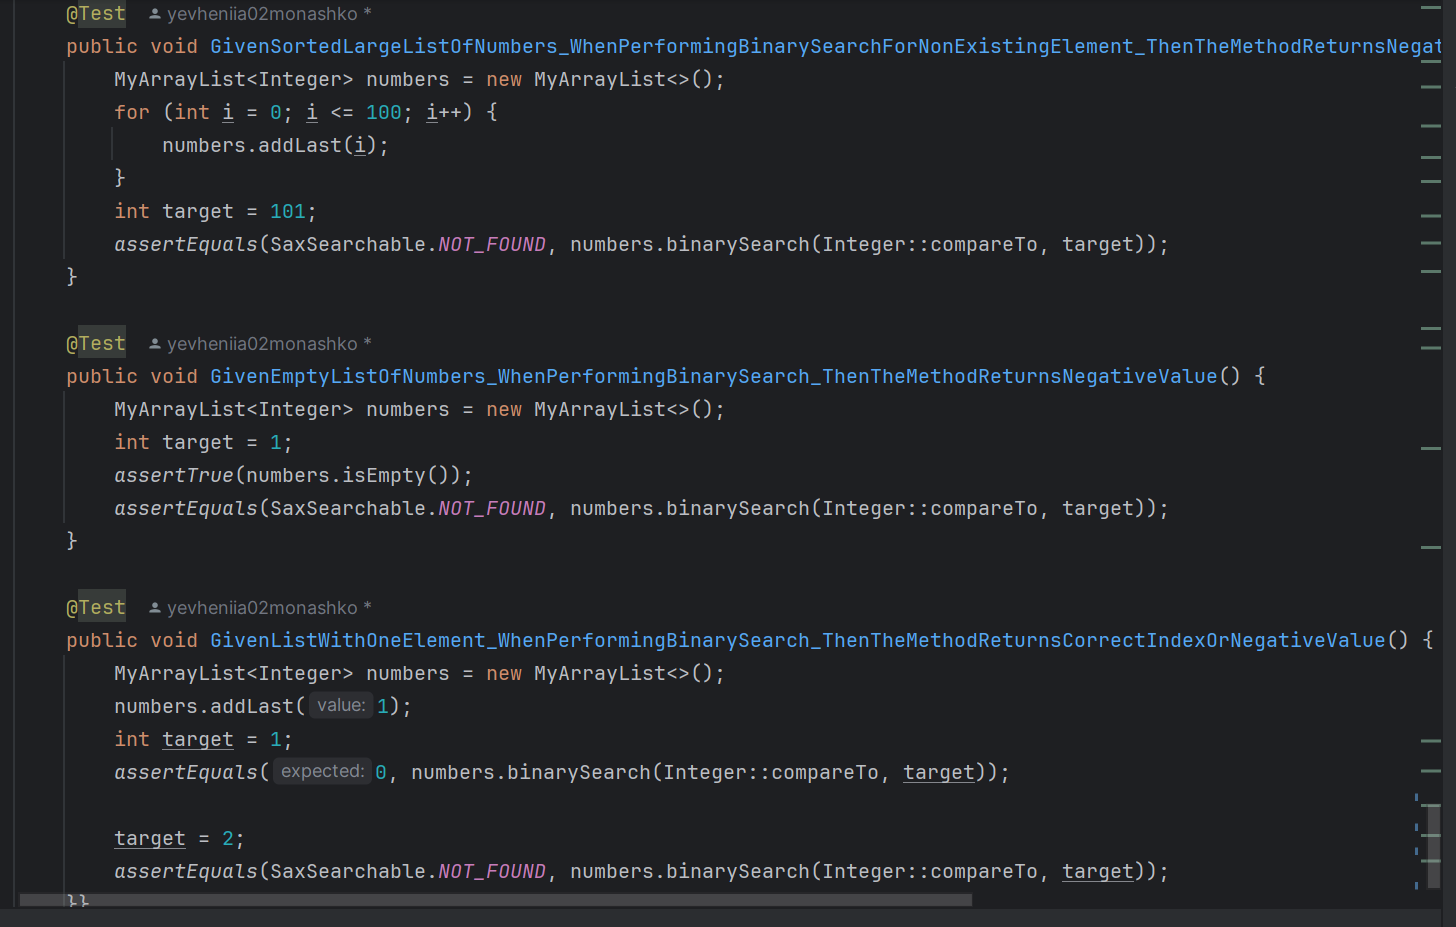 @Test yevheniia02monashko *
public void GivenSortedLargeListOfNumbers_WhenPerformingBinarySearchForNonExistingElement_ThenTheMethodReturnsNegat
MyArrayList<Integer> numbers = new MyArrayList<>();
for (int i = 0; i <= 100; i++) {
numbers.addLast(i);
}
int target = 101;
assertEquals(SaxSearchable.NOT_FOUND, numbers.binarySearch(Integer::compareTo, target));
}
@Test yevheniia02monashko *
public void GivenEmptyListOfNumbers_WhenPerformingBinarySearch_ThenTheMethodReturnsNegativeValue() {
MyArrayList<Integer> numbers = new MyArrayList<>();
int target = 1;
assertTrue(numbers.isEmpty());
assertEquals(SaxSearchable.NOT_FOUND, numbers.binarySearch(Integer::compareTo, target));
}
@Test yevheniia02monashko *
public void GivenListWithOneElement_WhenPerformingBinarySearch_ThenTheMethodReturnsCorrectIndexOrNegativeValue() {
MyArrayList<Integer> numbers = new MyArrayList<>();
numbers.addLast( value: 1);
int target = 1;
assertEquals( expected: 0, numbers.binarySearch(Integer::compareTo, target));
target = 2;
assertEquals(SaxSearchable.NOT_FOUND, numbers.binarySearch(Integer::compareTo, target));
}}